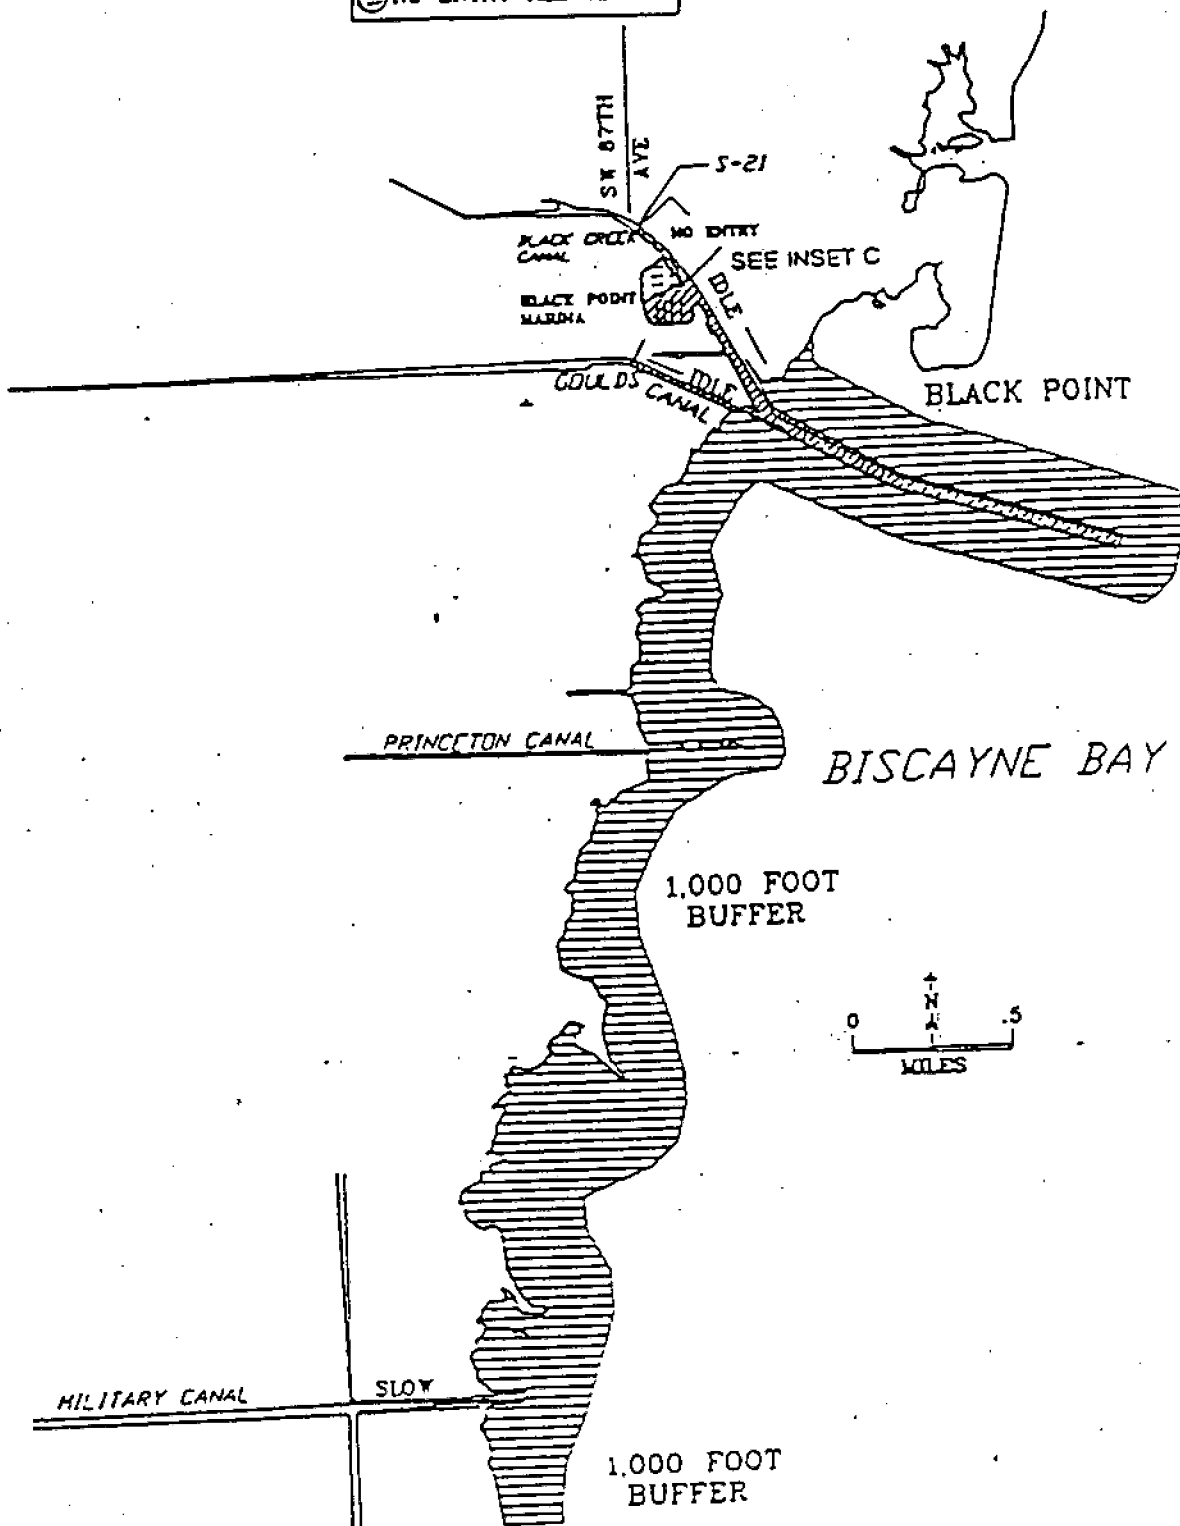 NO ENTRY
SW 87TH
AVE
S-21
NO ENTRY
BLACK CREEK
CANAL
SEE INSET C
IDLE
BLACK POINT
MARINA
IDLE
GOULDS CANAL
BLACK POINT
PRINCETON CANAL
BISCAYNE BAY
1,000 FOOT
BUFFER
N
0 .5
MILES
SLOW
MILITARY CANAL
1,000 FOOT
BUFFER